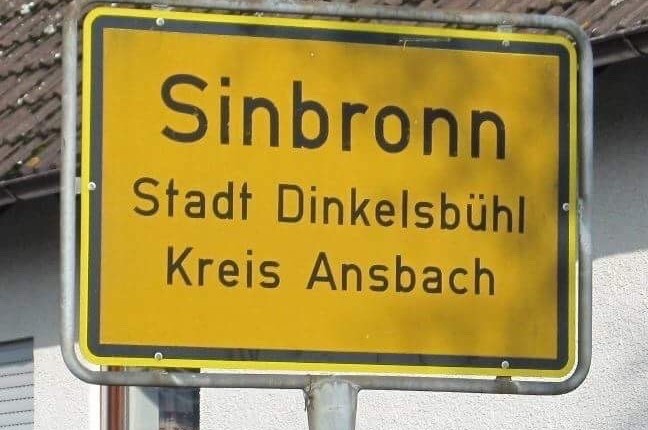 Sinbronn
Stadt Dinkelsbühl
Kreis Ansbach